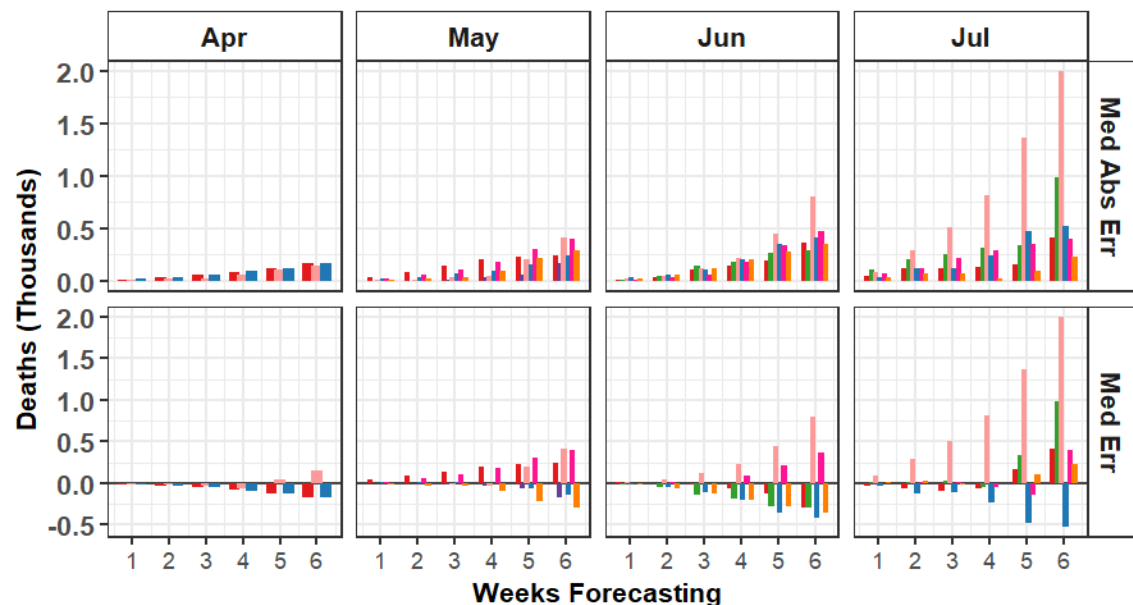 Apr May Jun Jul
Deaths (Thousands)
2.0
1.5
1.0
0.5
0.0
Med Abs Err
2.0
1.5
1.0
0.5
0.0
-0.5
Med Err
1 2 3 4 5 6 1 2 3 4 5 6 1 2 3 4 5 6 1 2 3 4 5 6
Weeks Forecasting